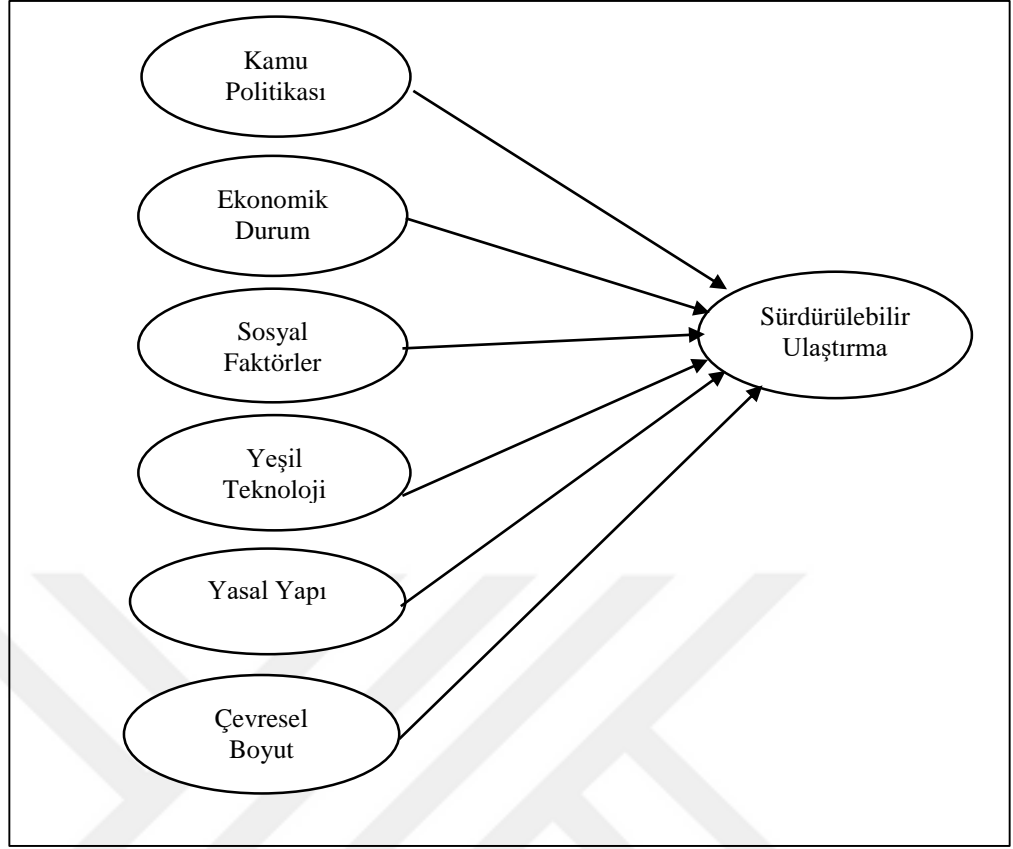 Kamu
Politikası
Ekonomik
Durum
Sosyal
Faktörler
Sürdürülebilir
Ulaştırma
Yeşil
Teknoloji
Yasal Yapı
Çevresel
Boyut